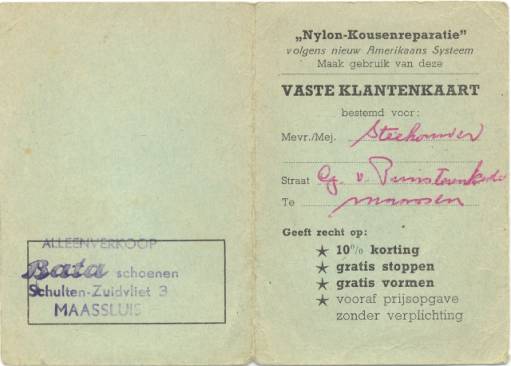 ALLEENVERKOOP
Bata schoenen
Schulten-Zuidvliet 3
MAASSLUIS
„Nylon-Kousenreparatie”
volgens nieuw Amerikaans Systeem
Maak gebruik van deze
VASTE KLANTENKAART
bestemd voor:
Mevr./Mej.
Straat v.
Te
Geeft recht op:
★ 10% korting
★ gratis stoppen
★ gratis vormen
★ vooraf prijsopgave
zonder verplichting